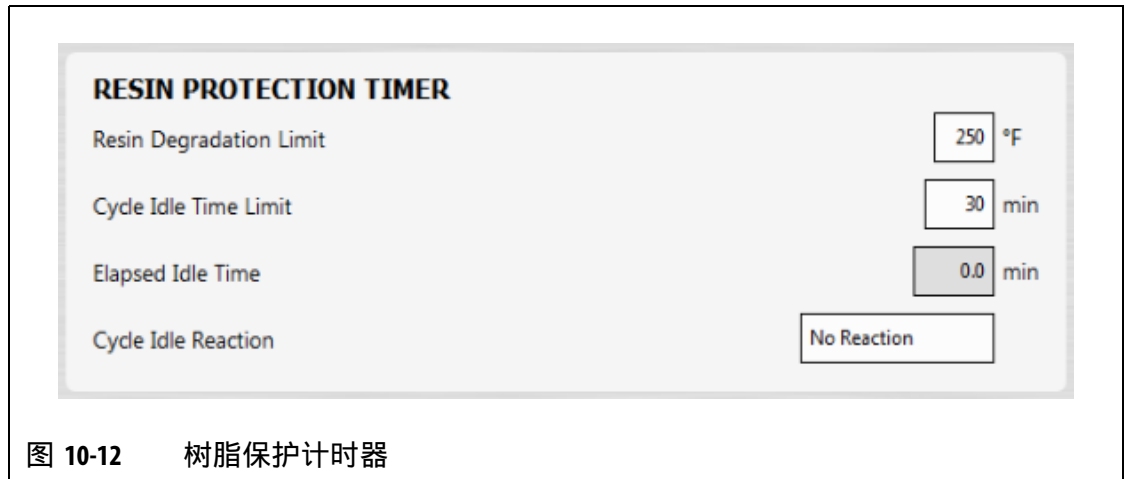 RESIN PROTECTION TIMER
Resin Degradation Limit 250 °F
Cycle Idle Time Limit 30 min
Elapsed Idle Time 0.0 min
Cycle Idle Reaction No Reaction
图 10-12 树脂保护计时器